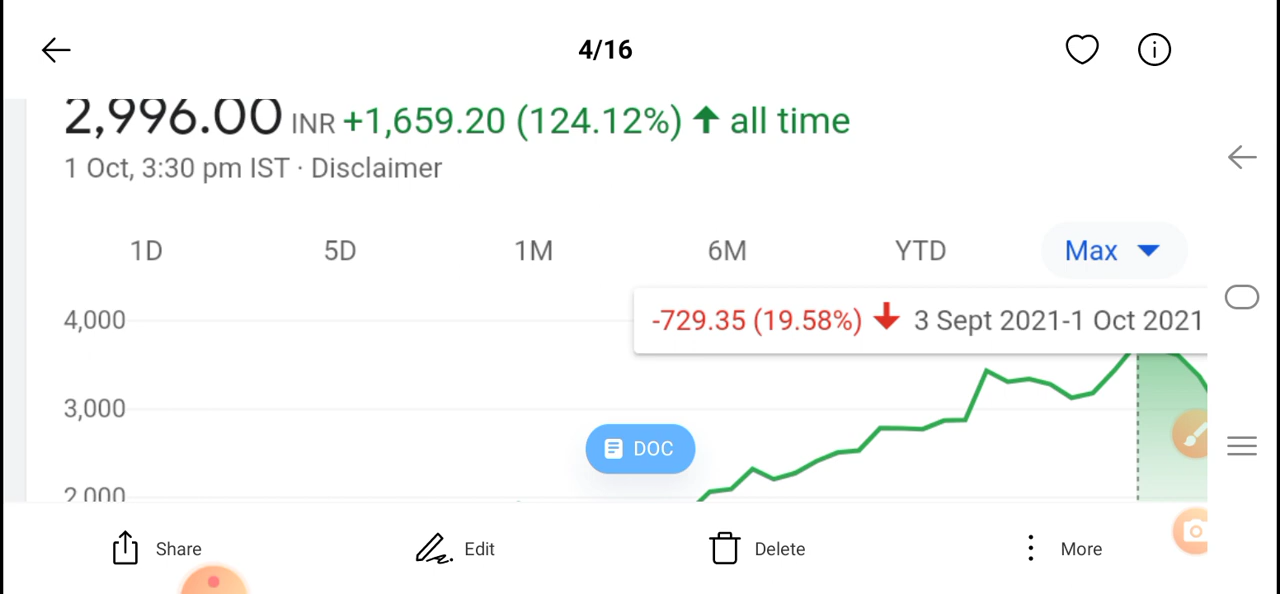 4/16
2,996.00 INR +1,659.20 (124.12%) ↑ all time
1 Oct, 3:30 pm IST · Disclaimer
1D 5D 1M 6M YTD Max
4,000
-729.35 (19.58%) ↓ 3 Sept 2021-1 Oct 2021
3,000
DOC
2,000
Share Edit Delete More